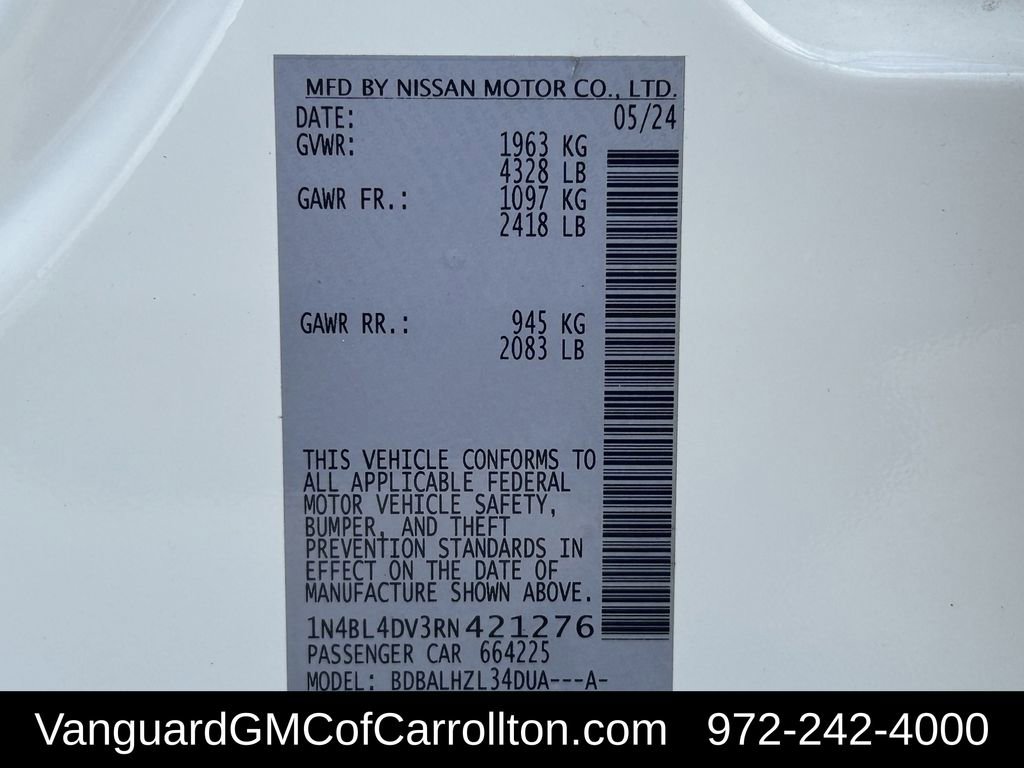 MFD BY NISSAN MOTOR CO., LTD.
DATE: 05/24
GVWR: 1963 KG
4328 LB
GAWR FR.: 1097 KG
2418 LB
GAWR RR.: 945 KG
2083 LB
THIS VEHICLE CONFORMS TO
ALL APPLICABLE FEDERAL
MOTOR VEHICLE SAFETY,
BUMPER, AND THEFT
PREVENTION STANDARDS IN
EFFECT ON THE DATE OF
MANUFACTURE SHOWN ABOVE.
1N4BL4DV3RN421276
PASSENGER CAR 664225
MODEL: BDBALHZL34DUA---A-
VanguardGMCofCarrollton.com 972-242-4000